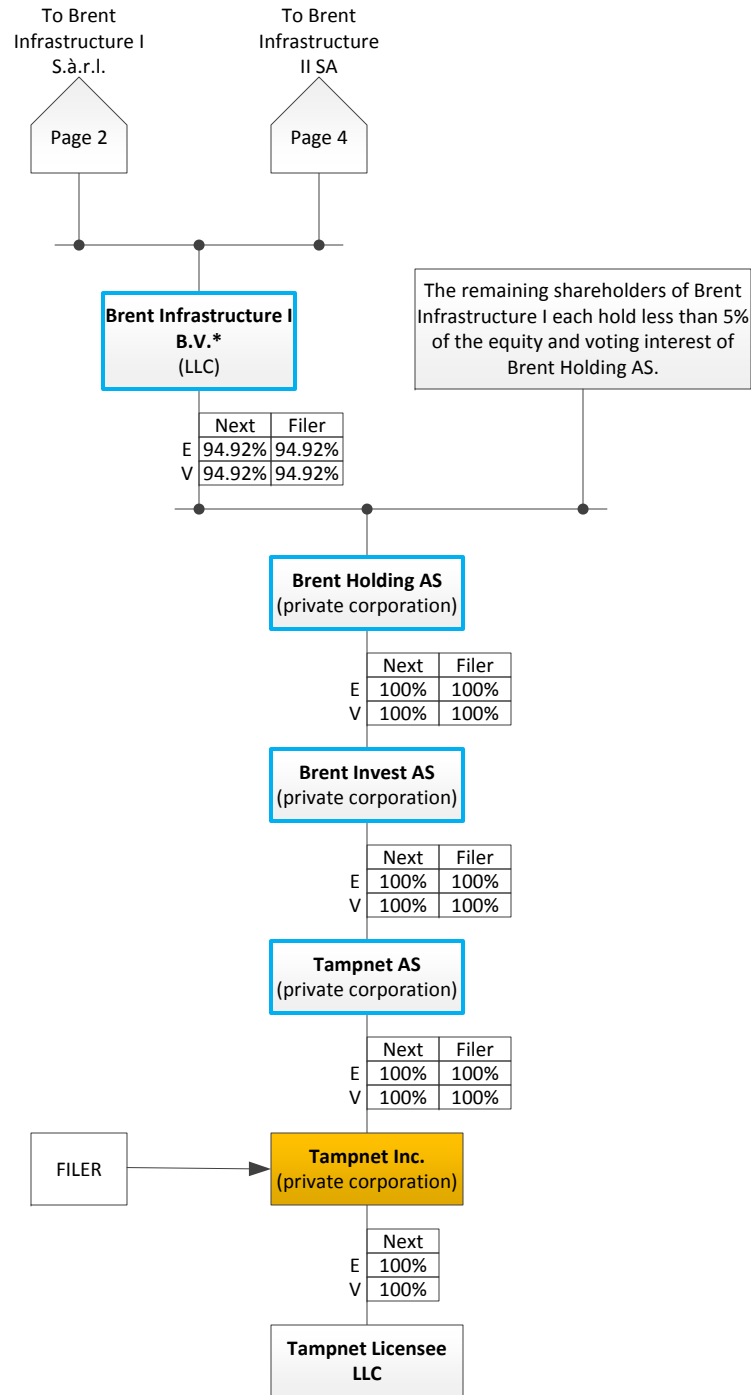 To Brent
Infrastructure I
S.à.r.l.
To Brent
Infrastructure
II SA
Page 2
Page 4
Brent Infrastructure I
B.V.*
(LLC)
The remaining shareholders of Brent
Infrastructure I each hold less than 5%
of the equity and voting interest of
Brent Holding AS.
Next Filer
E 94.92% 94.92%
V 94.92% 94.92%
Brent Holding AS
(private corporation)
Next Filer
E 100% 100%
V 100% 100%
Brent Invest AS
(private corporation)
Next Filer
E 100% 100%
V 100% 100%
Tampnet AS
(private corporation)
Next Filer
E 100% 100%
V 100% 100%
FILER
Tampnet Inc.
(private corporation)
Next
E 100%
V 100%
Tampnet Licensee
LLC